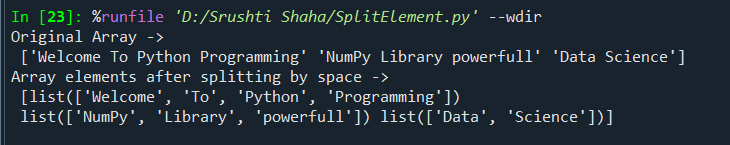 In [23]: %runfile 'D:/Srushti Shaha/SplitElement.py' --wdir
Original Array ->
 ['Welcome To Python Programming' 'NumPy Library powerfull' 'Data Science']
Array elements after splitting by space ->
 [list(['Welcome', 'To', 'Python', 'Programming'])
 list(['NumPy', 'Library', 'powerfull']) list(['Data', 'Science'])]